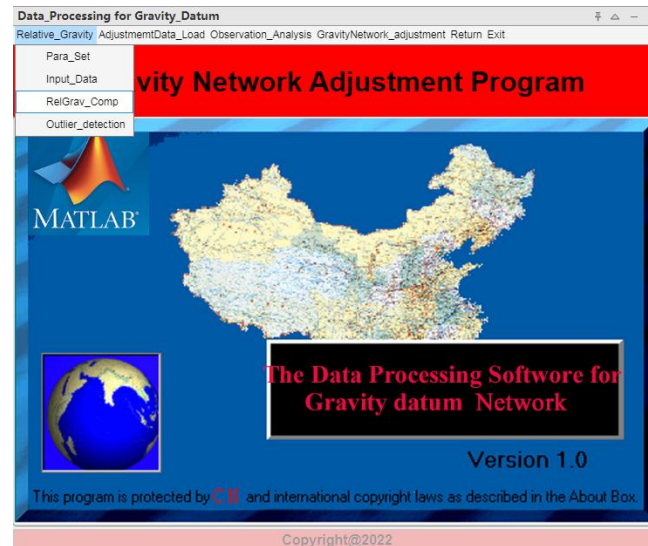 Data_Processing for Gravity_Datum
Relative_Gravity AdjustmemtData_Load Observation_Analysis GravityNetwork_adjustment Return Exit
Para_Set
Input_Data
RelGrav_Comp
Outlier_detection
vity Network Adjustment Program
MATLAB
The Data Processing Softwore for
Gravity datum Network
Version 1.0
This program is protected by and international copyright laws as described in the About Box.
Copyright@2022